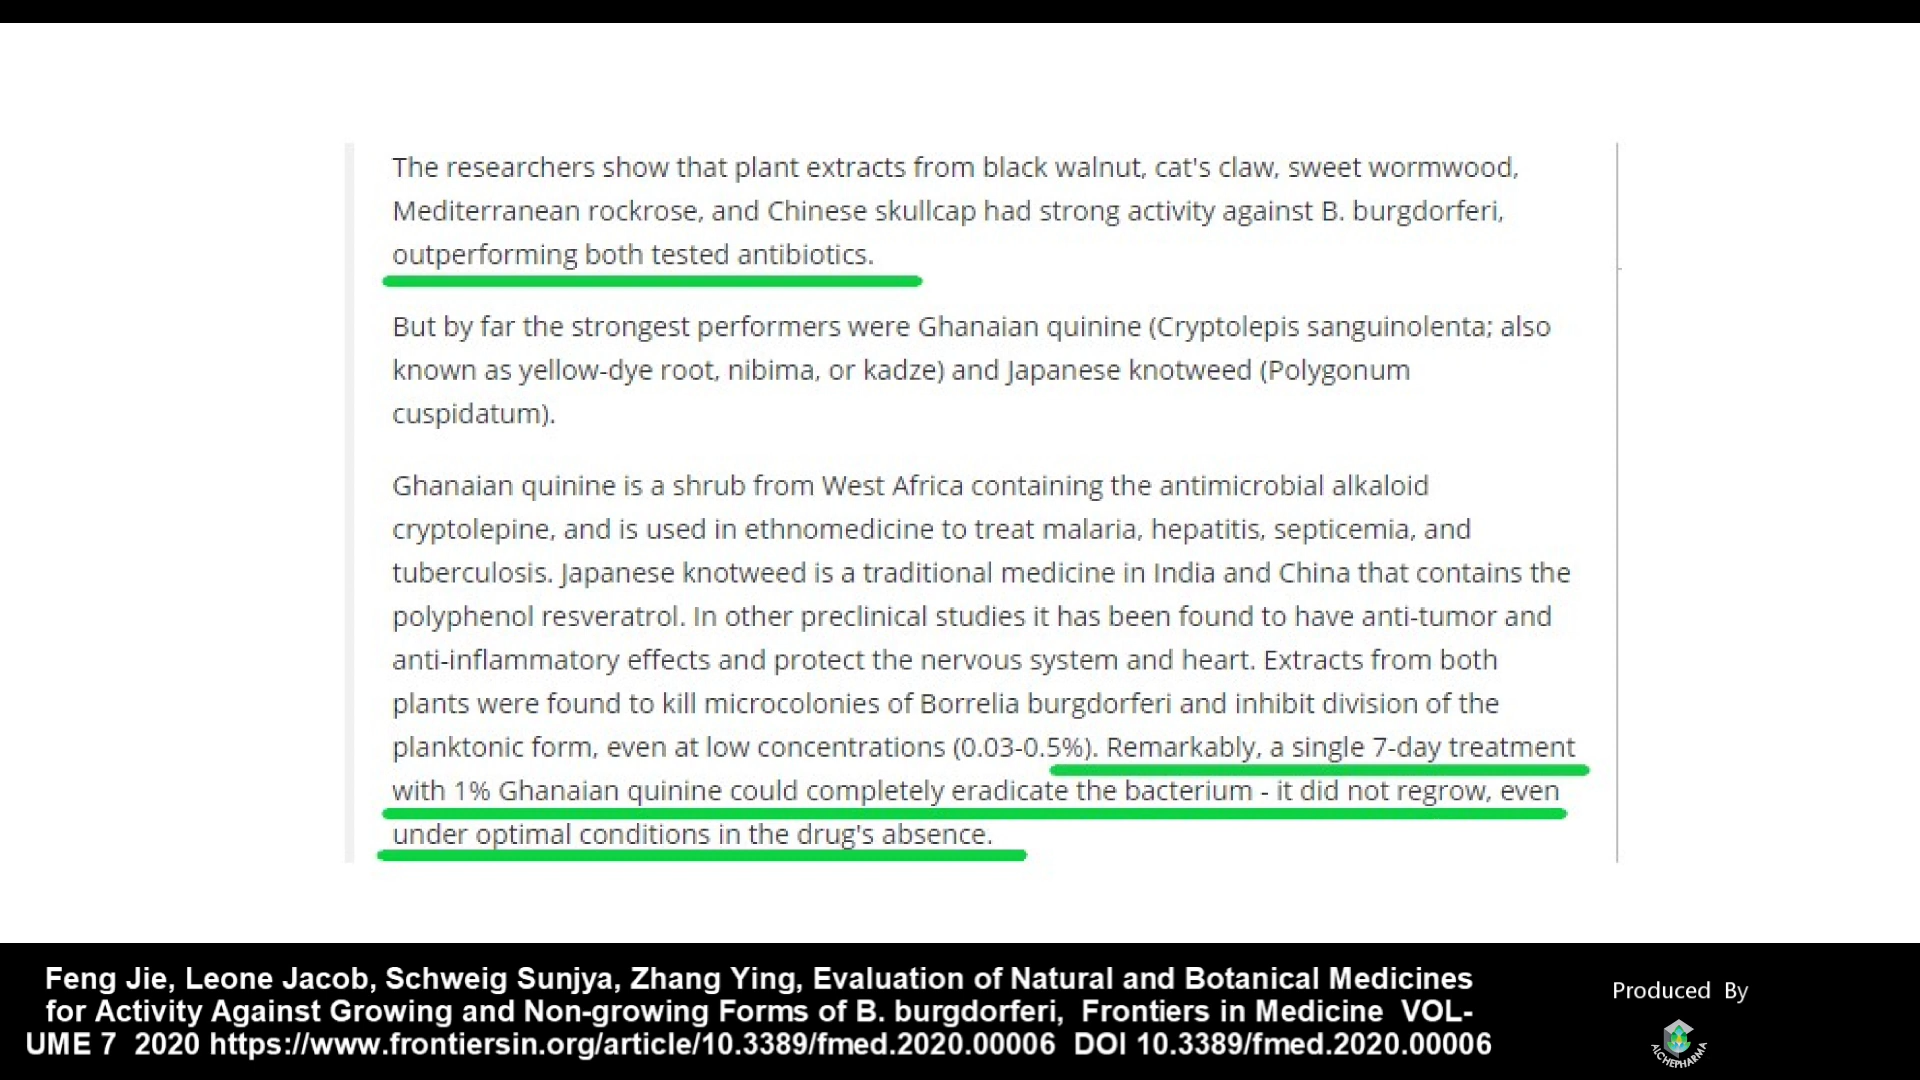 The researchers show that plant extracts from black walnut, cat's claw, sweet wormwood,
Mediterranean rockrose, and Chinese skullcap had strong activity against B. burgdorferi,
outperforming both tested antibiotics.
But by far the strongest performers were Ghanaian quinine (Cryptolepis sanguinolenta; also
known as yellow-dye root, nibima, or kadze) and Japanese knotweed (Polygonum
cuspidatum).
Ghanaian quinine is a shrub from West Africa containing the antimicrobial alkaloid
cryptolepine, and is used in ethnomedicine to treat malaria, hepatitis, septicemia, and
tuberculosis. Japanese knotweed is a traditional medicine in India and China that contains the
polyphenol resveratrol. In other preclinical studies it has been found to have anti-tumor and
anti-inflammatory effects and protect the nervous system and heart. Extracts from both
plants were found to kill microcolonies of Borrelia burgdorferi and inhibit division of the
planktonic form, even at low concentrations (0.03-0.5%). Remarkably, a single 7-day treatment
with 1% Ghanaian quinine could completely eradicate the bacterium - it did not regrow, even
under optimal conditions in the drug's absence.
Feng Jie, Leone Jacob, Schweig Sunjya, Zhang Ying, Evaluation of Natural and Botanical Medicines
for Activity Against Growing and Non-growing Forms of B. burgdorferi, Frontiers in Medicine VOL-
UME 7 2020 https://www.frontiersin.org/article/10.3389/fmed.2020.00006 DOI 10.3389/fmed.2020.00006
Produced By
AlCHEPHARMA